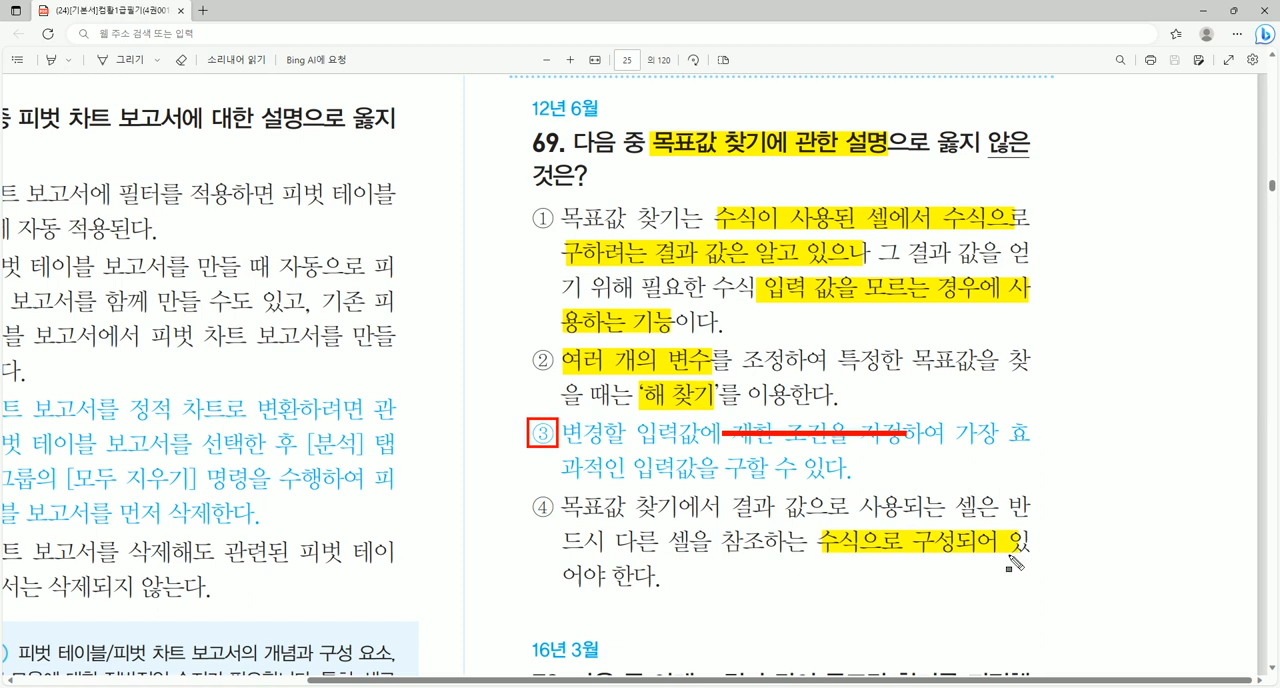 (24)[기본서]컴활1급필기(4권001
웹 주소 검색 또는 입력
그리기
소리내어 읽기
Bing AI에 요청
25 의 120
피벗 차트 보고서에 대한 설명으로 옳지
트 보고서에 필터를 적용하면 피벗 테이블
자동 적용된다.
벗 테이블 보고서를 만들 때 자동으로 피
보고서를 함께 만들 수도 있고, 기존 피
블 보고서에서 피벗 차트 보고서를 만들
다.
트 보고서를 정적 차트로 변환하려면 관
벗 테이블 보고서를 선택한 후 [분석] 탭
그룹의 [모두 지우기] 명령을 수행하여 피
블 보고서를 먼저 삭제한다.
트 보고서를 삭제해도 관련된 피벗 테이
서는 삭제되지 않는다.
피벗 테이블/피벗 차트 보고서의 개념과 구성 요소,
12년 6월
69. 다음 중 목표값 찾기에 관한 설명으로 옳지 않은
것은?
① 목표값 찾기는 수식이 사용된 셀에서 수식으로
구하려는 결과 값은 알고 있으나 그 결과 값을 얻
기 위해 필요한 수식 입력 값을 모르는 경우에 사
용하는 기능이다.
② 여러 개의 변수를 조정하여 특정한 목표값을 찾
을 때는 ‘해 찾기’를 이용한다.
③ 변경할 입력값에 제한 조건을 지정하여 가장 효
과적인 입력값을 구할 수 있다.
④ 목표값 찾기에서 결과 값으로 사용되는 셀은 반
드시 다른 셀을 참조하는 수식으로 구성되어 있
어야 한다.
16년 3월